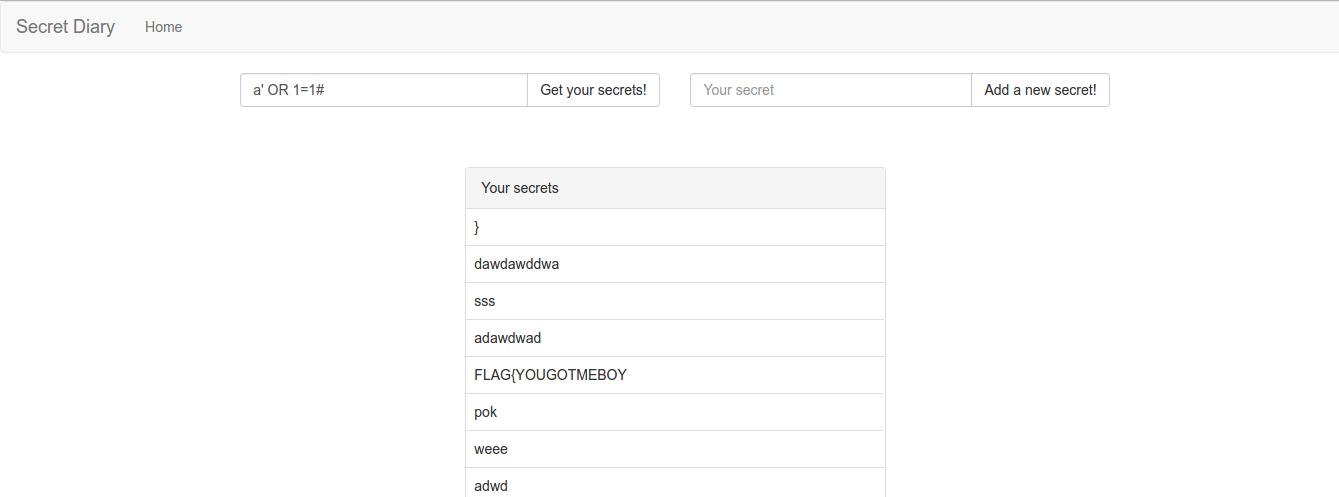 Secret Diary Home
a' OR 1=1# Get your secrets! Your secret Add a new secret!
Your secrets
}
dawdawddwa
sss
adawdwad
FLAG{YOUGOTMEBOY
pok
weee
adwd